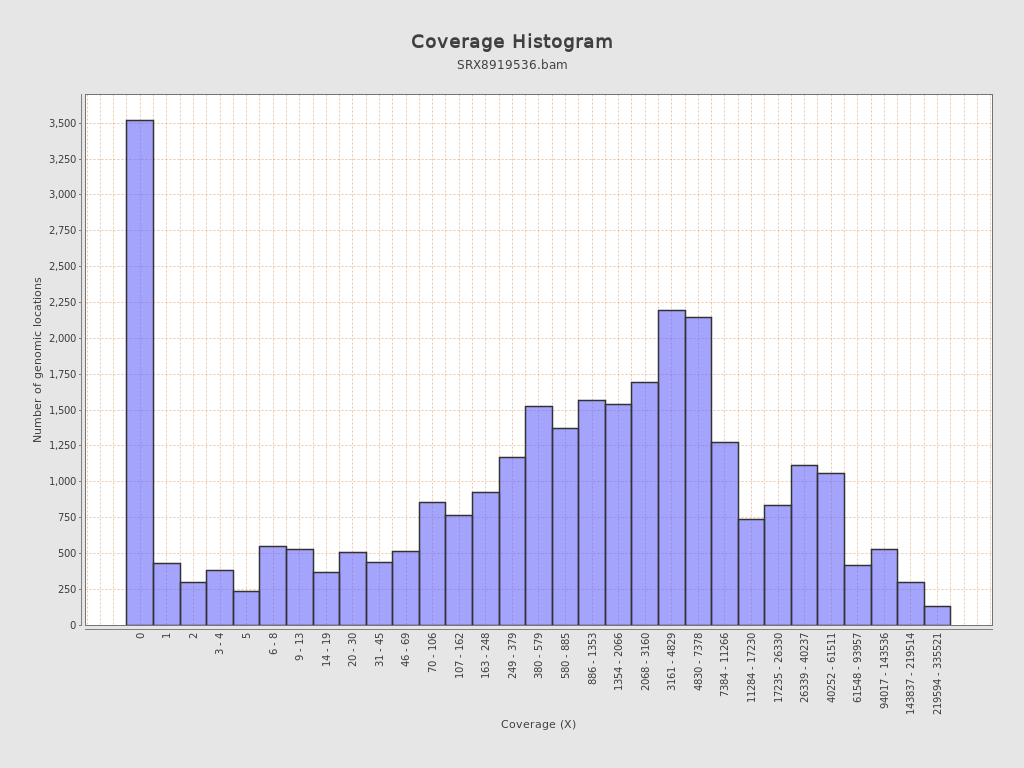 Coverage Histogram
SRX8919536.bam
Number of genomic locations
3,500
3,250
3,000
2,750
2,500
2,250
2,000
1,750
1,500
1,250
1,000
750
500
250
0
0
1
2
3 - 4
5
6 - 8
9 - 13
14 - 19
20 - 30
31 - 45
46 - 69
70 - 106
107 - 162
163 - 248
249 - 379
380 - 579
580 - 885
886 - 1353
1354 - 2066
2068 - 3160
3161 - 4829
4830 - 7378
7384 - 11266
11284 - 17230
17235 - 26330
26339 - 40237
40252 - 61511
61548 - 93957
94017 - 143536
143837 - 219514
219594 - 335521
Coverage (X)